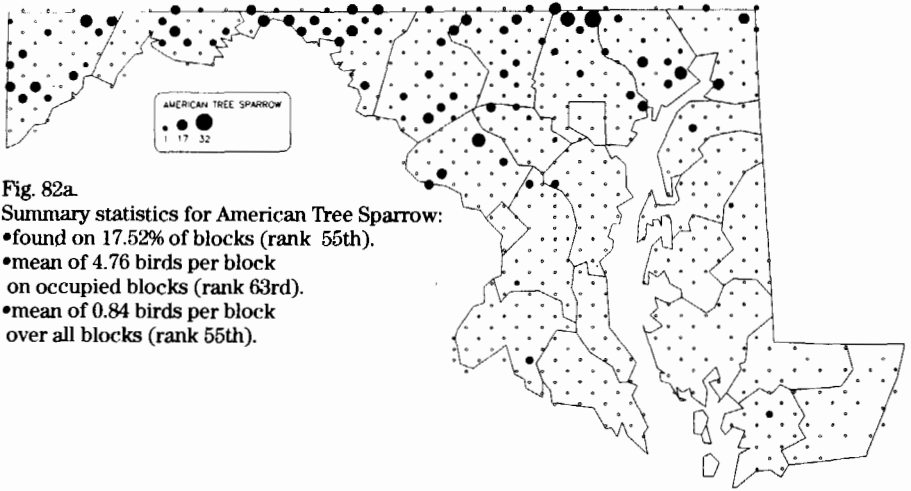 AMERICAN TREE SPARROW
1 17 32
Fig. 82a
Summary statistics for American Tree Sparrow:
•found on 17.52% of blocks (rank 55th).
•mean of 4.76 birds per block
on occupied blocks (rank 63rd).
•mean of 0.84 birds per block
over all blocks (rank 55th).